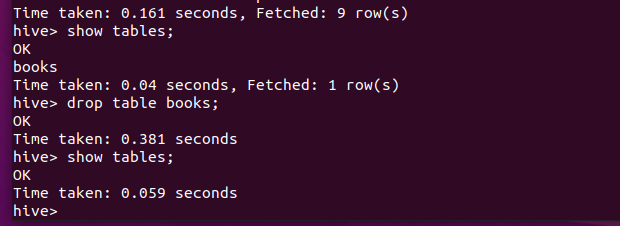 Time taken: 0.161 seconds, Fetched: 9 row(s)
hive> show tables;
OK
books
Time taken: 0.04 seconds, Fetched: 1 row(s)
hive> drop table books;
OK
Time taken: 0.381 seconds
hive> show tables;
OK
Time taken: 0.059 seconds
hive>